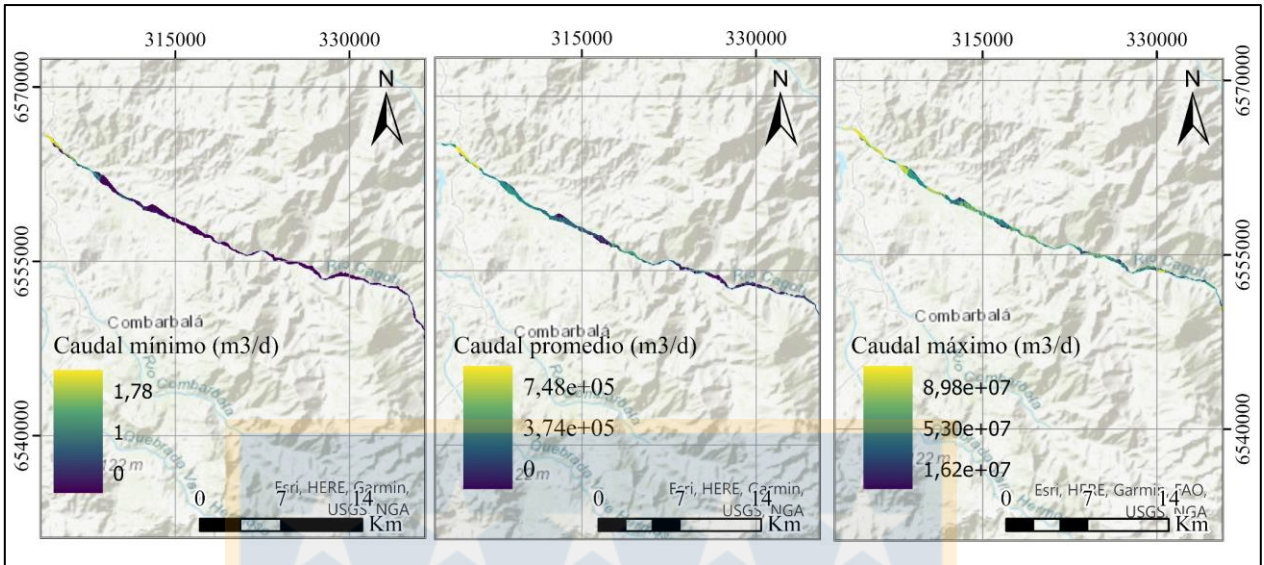 315000 330000
315000 330000
315000 330000
6570000
6555000
6540000
N
Combarbalá
Caudal mínimo (m3/d)
1,78
1
0
Río Combarbalá
122 m
0 7 14
Km
Esri, HERE, Garmin,
USGS, NGA
N
Río Cogotí
Combarbalá
Caudal promedio (m3/d)
7,48e+05
3,74e+05
0
0 7 14
Km
Esri, HERE, Garmin,
USGS, NGA
N
Combarbalá
Caudal máximo (m3/d)
8,98e+07
5,30e+07
1,62e+07
0 7 14
Km
Esri, HERE, Garmin, FAO,
USGS, NGA
6570000
6555000
6540000